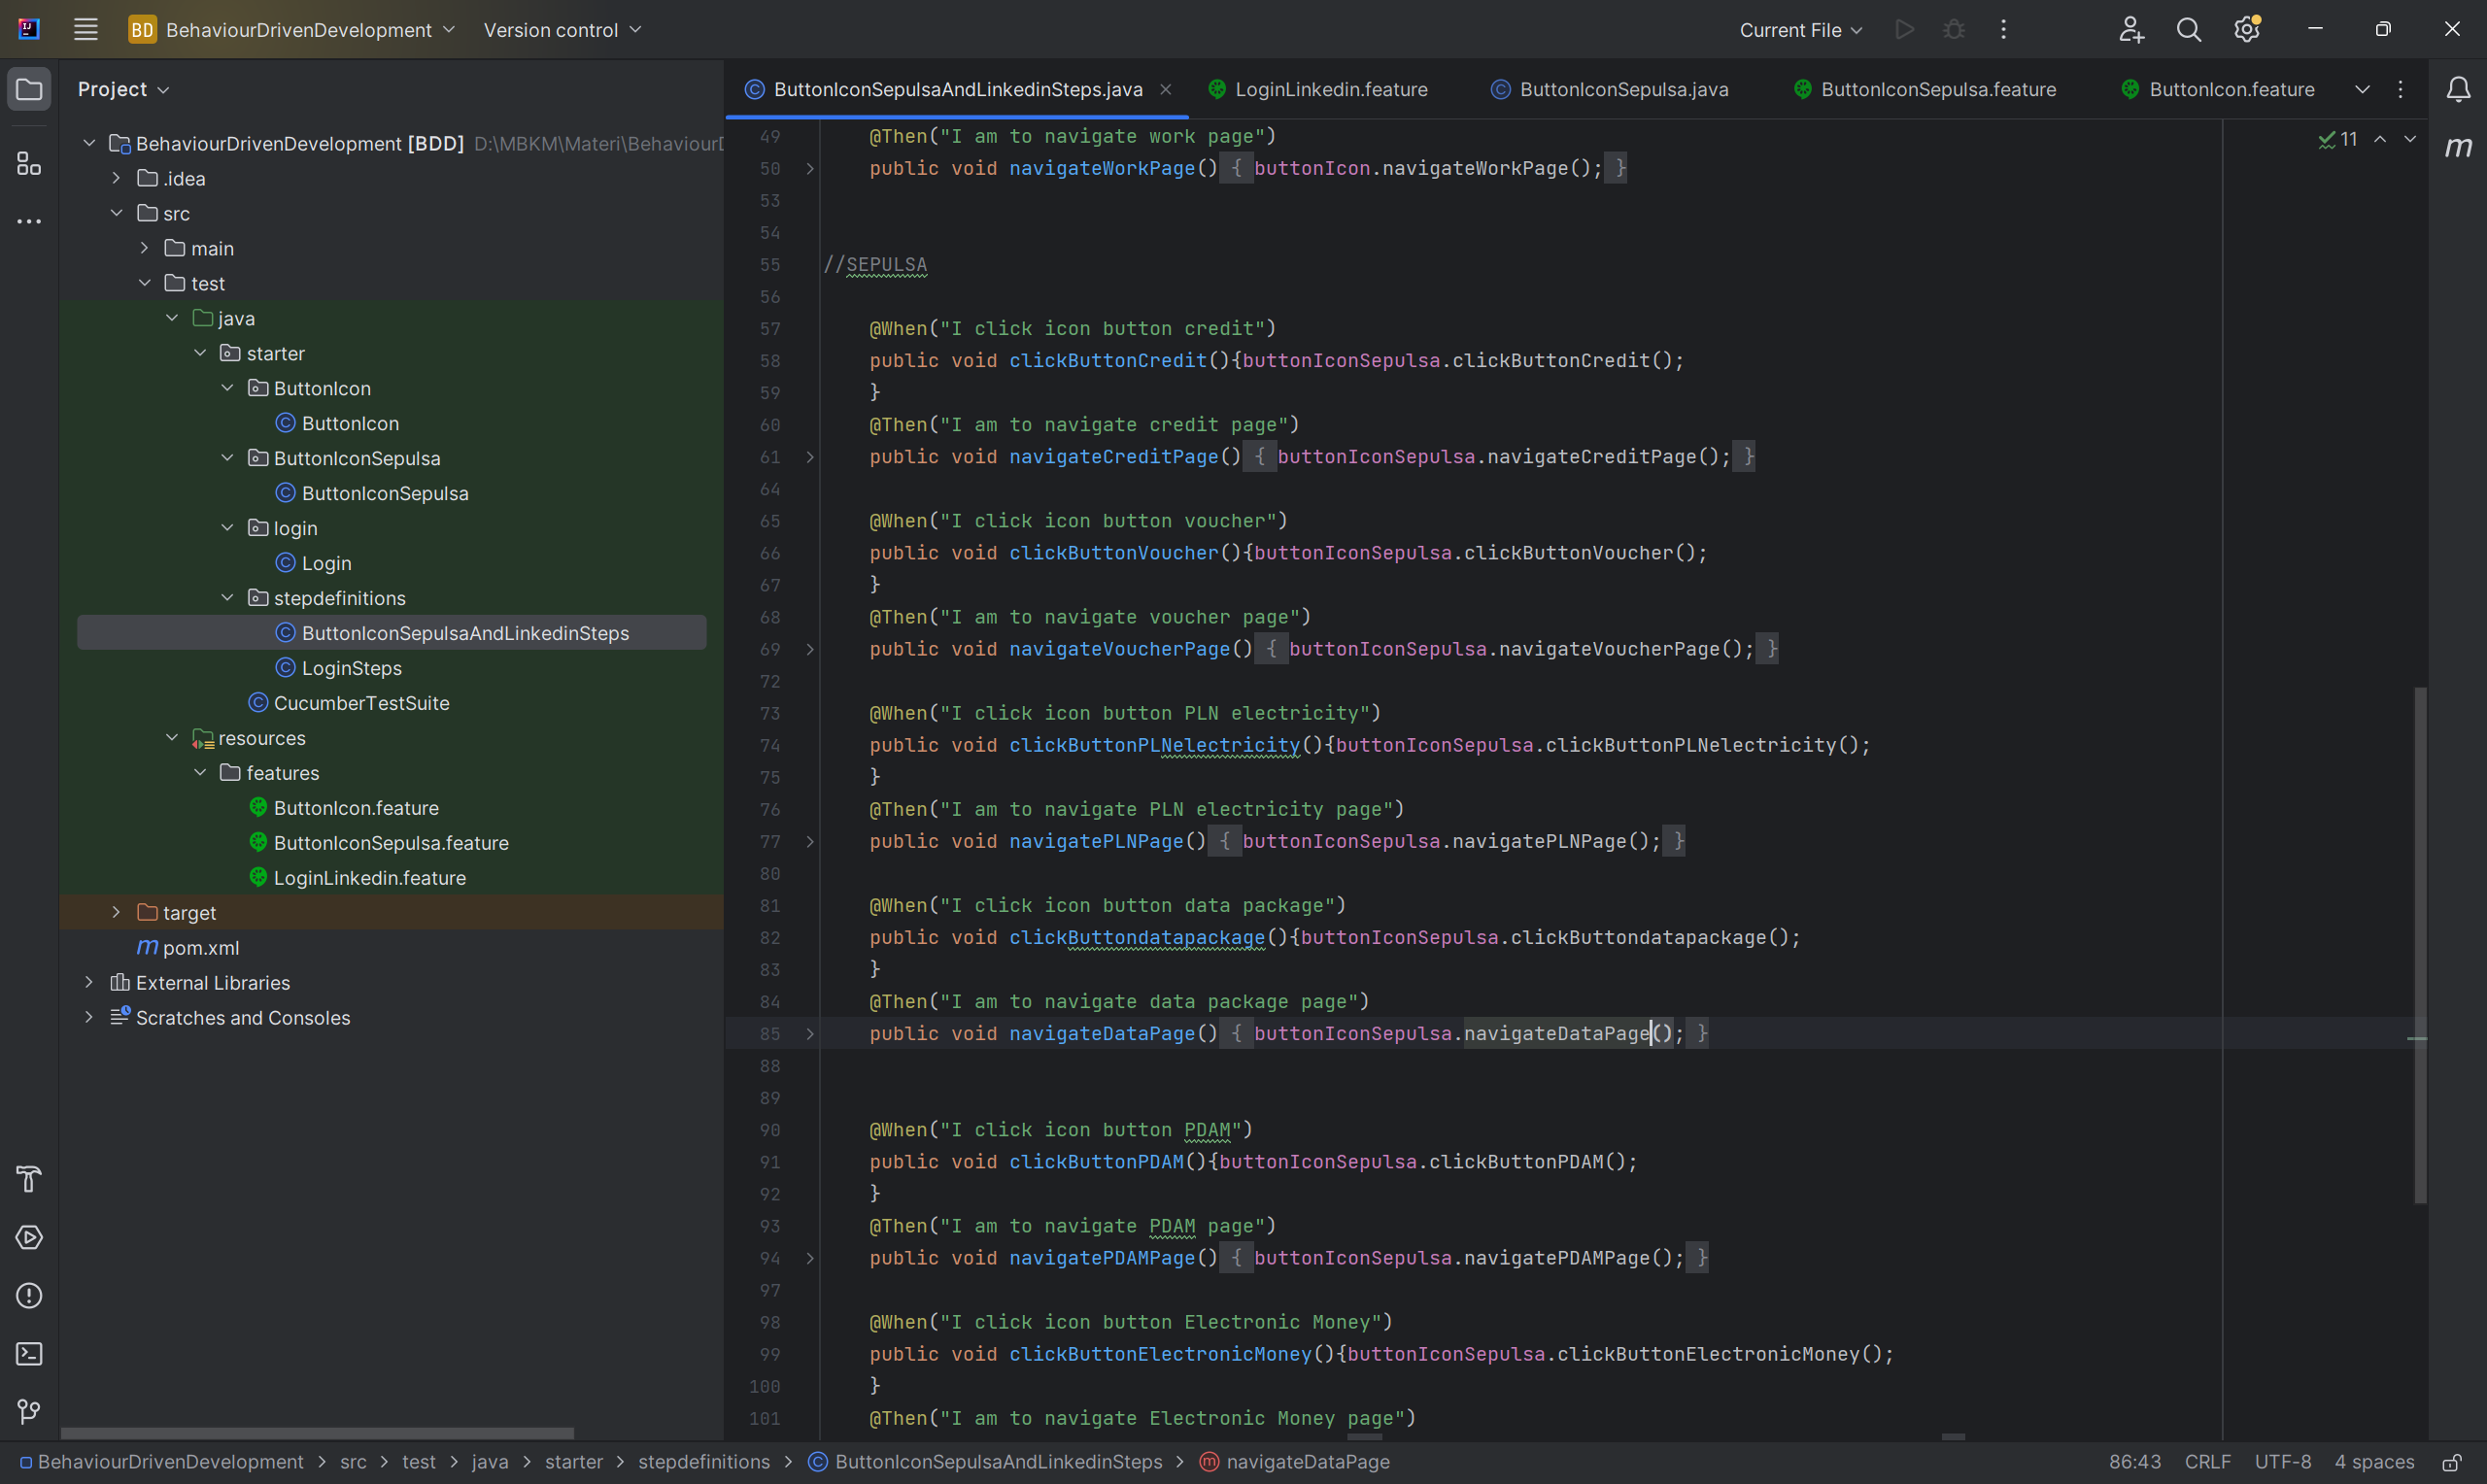 BD BehaviourDrivenDevelopment Version control Current File
Project
BehaviourDrivenDevelopment [BDD] D:\MBKM\Materi\Behaviour
.idea
src
main
test
java
starter
ButtonIcon
ButtonIcon
ButtonIconSepulsa
ButtonIconSepulsa
login
Login
stepdefinitions
ButtonIconSepulsaAndLinkedinSteps
LoginSteps
CucumberTestSuite
resources
features
ButtonIcon.feature
ButtonIconSepulsa.feature
LoginLinkedin.feature
target
pom.xml
External Libraries
Scratches and Consoles
ButtonIconSepulsaAndLinkedinSteps.java LoginLinkedin.feature ButtonIconSepulsa.java ButtonIconSepulsa.feature ButtonIcon.feature
11
49 @Then("I am to navigate work page")
50 public void navigateWorkPage() { buttonIcon.navigateWorkPage(); }
53
54
55 //SEPULSA
56
57 @When("I click icon button credit")
58 public void clickButtonCredit(){buttonIconSepulsa.clickButtonCredit();
59 }
60 @Then("I am to navigate credit page")
61 public void navigateCreditPage() { buttonIconSepulsa.navigateCreditPage(); }
64
65 @When("I click icon button voucher")
66 public void clickButtonVoucher(){buttonIconSepulsa.clickButtonVoucher();
67 }
68 @Then("I am to navigate voucher page")
69 public void navigateVoucherPage() { buttonIconSepulsa.navigateVoucherPage(); }
72
73 @When("I click icon button PLN electricity")
74 public void clickButtonPLNelectricity(){buttonIconSepulsa.clickButtonPLNelectricity();
75 }
76 @Then("I am to navigate PLN electricity page")
77 public void navigatePLNPage() { buttonIconSepulsa.navigatePLNPage(); }
80
81 @When("I click icon button data package")
82 public void clickButtondatapackage(){buttonIconSepulsa.clickButtondatapackage();
83 }
84 @Then("I am to navigate data package page")
85 public void navigateDataPage() { buttonIconSepulsa.navigateDataPage(); }
88
89
90 @When("I click icon button PDAM")
91 public void clickButtonPDAM(){buttonIconSepulsa.clickButtonPDAM();
92 }
93 @Then("I am to navigate PDAM page")
94 public void navigatePDAMPage() { buttonIconSepulsa.navigatePDAMPage(); }
97
98 @When("I click icon button Electronic Money")
99 public void clickButtonElectronicMoney(){buttonIconSepulsa.clickButtonElectronicMoney();
100 }
101 @Then("I am to navigate Electronic Money page")
BehaviourDrivenDevelopment > src > test > java > starter > stepdefinitions > ButtonIconSepulsaAndLinkedinSteps > navigateDataPage 86:43 CRLF UTF-8 4 spaces